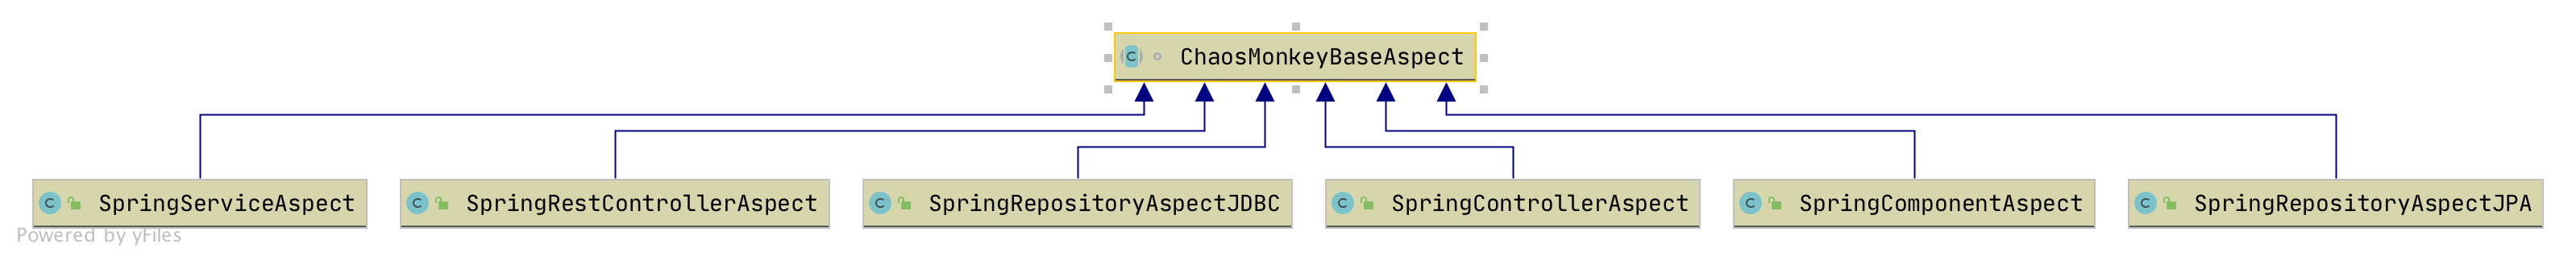 ChaosMonkeyBaseAspect
SpringServiceAspect
SpringRestControllerAspect
SpringRepositoryAspectJDBC
SpringControllerAspect
SpringComponentAspect
SpringRepositoryAspectJPA
Powered by yFiles